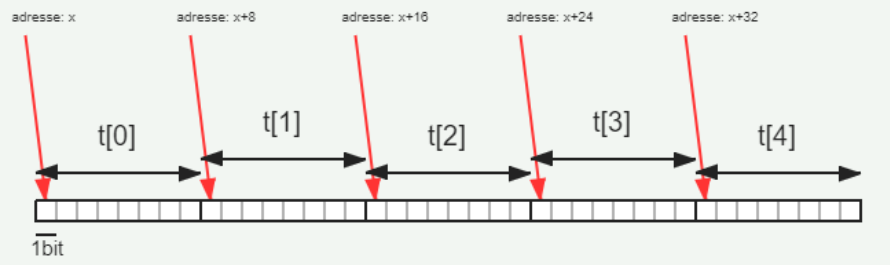 adresse: x adresse: x+8 adresse: x+16 adresse: x+24 adresse: x+32
t[0] t[1] t[2] t[3] t[4]
1bit